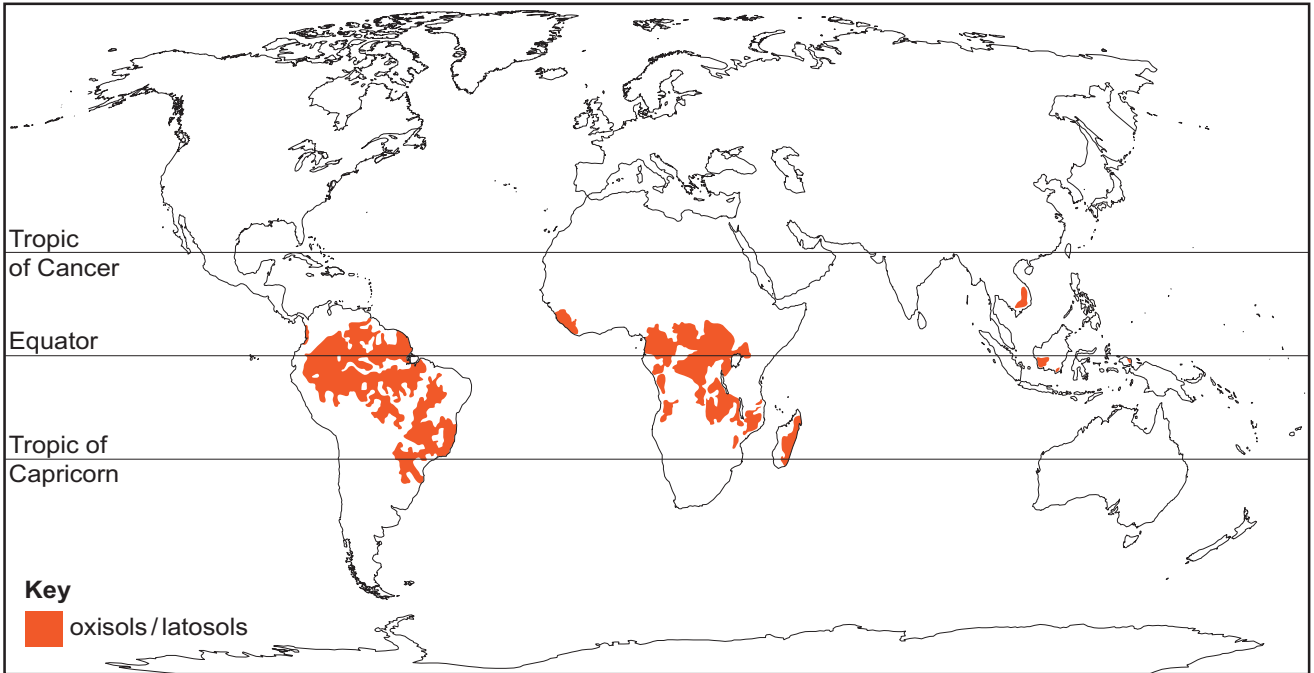 Tropic
of Cancer
Equator
Tropic of
Capricorn
Key
oxisols / latosols